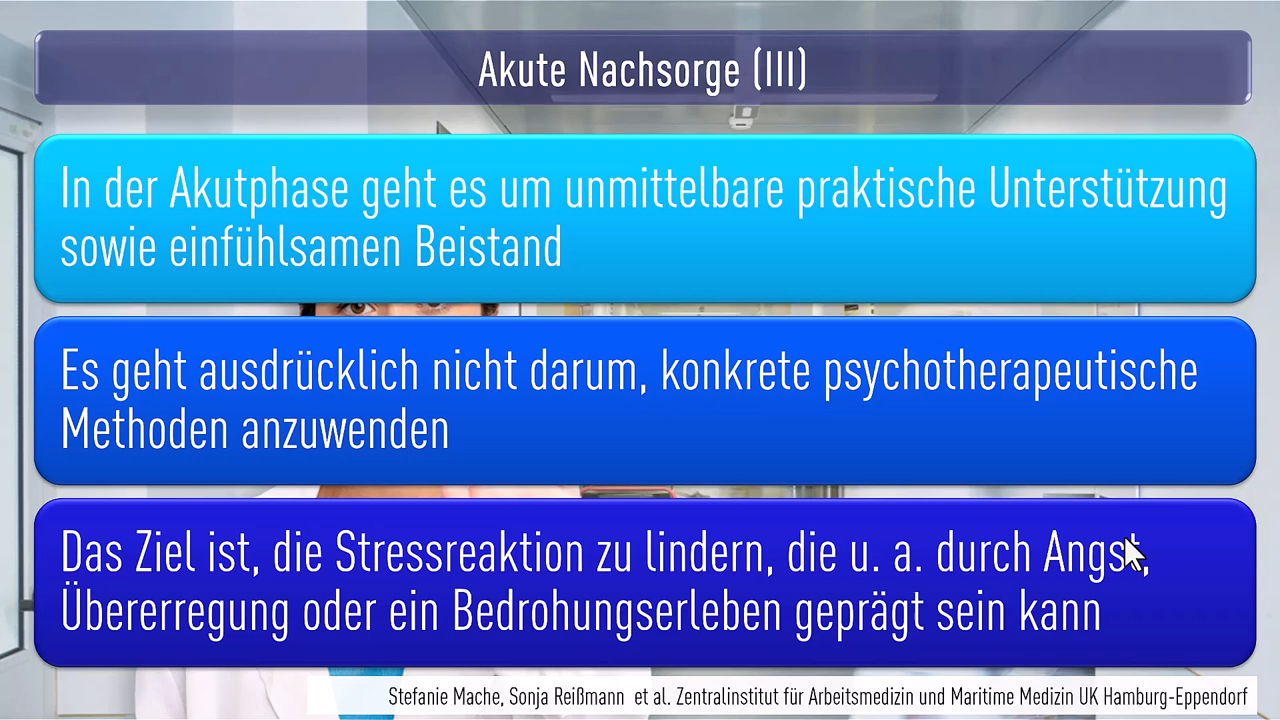 Akute Nachsorge (III)
In der Akutphase geht es um unmittelbare praktische Unterstützung
sowie einfühlsamen Beistand
Es geht ausdrücklich nicht darum, konkrete psychotherapeutische
Methoden anzuwenden
Das Ziel ist, die Stressreaktion zu lindern, die u. a. durch Angst,
Übererregung oder ein Bedrohungserleben geprägt sein kann
Stefanie Mache, Sonja Reißmann et al. Zentralinstitut für Arbeitsmedizin und Maritime Medizin UK Hamburg-Eppendorf